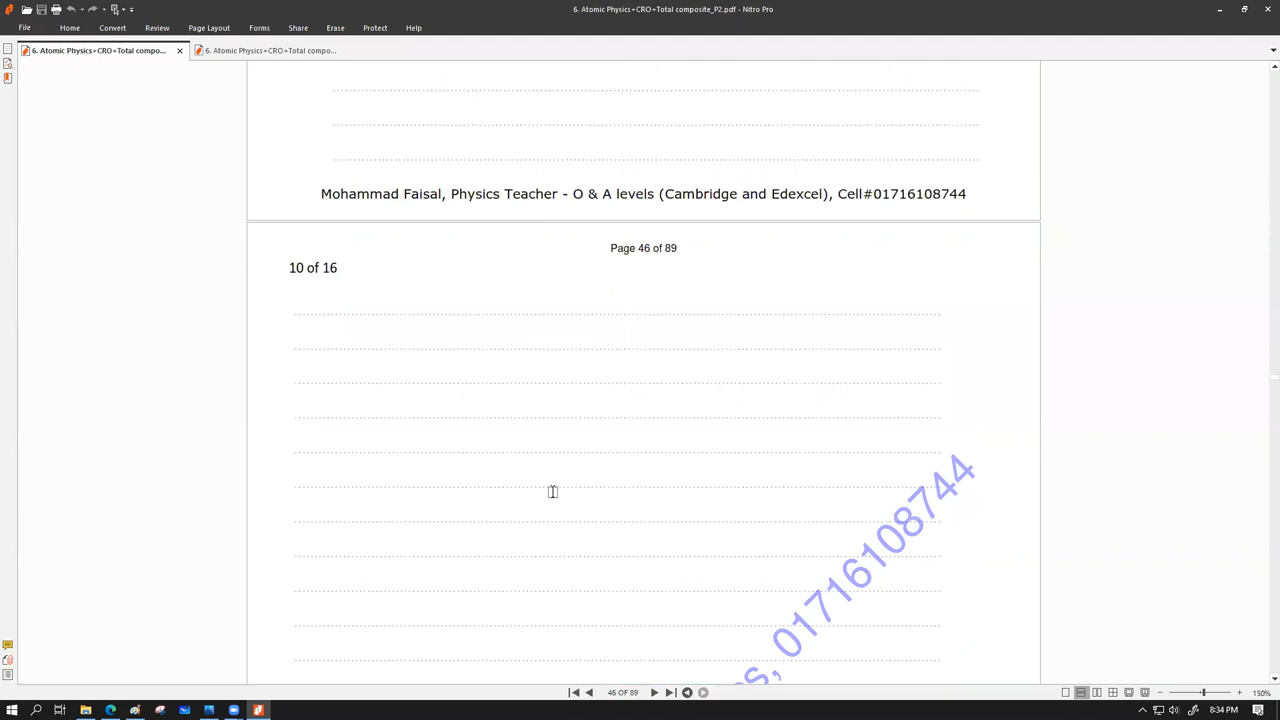 6. Atomic Physics+CRO+Total composite_P2.pdf - Nitro Pro
File Home Convert Review Page Layout Forms Share Erase Protect Help
6. Atomic Physics+CRO+Total compo... 6. Atomic Physics+CRO+Total compo...
Mohammad Faisal, Physics Teacher - O & A levels (Cambridge and Edexcel), Cell#01716108744
Page 46 of 89
10 of 16
s, 01716108744
46 OF 89
150%
8:34 PM